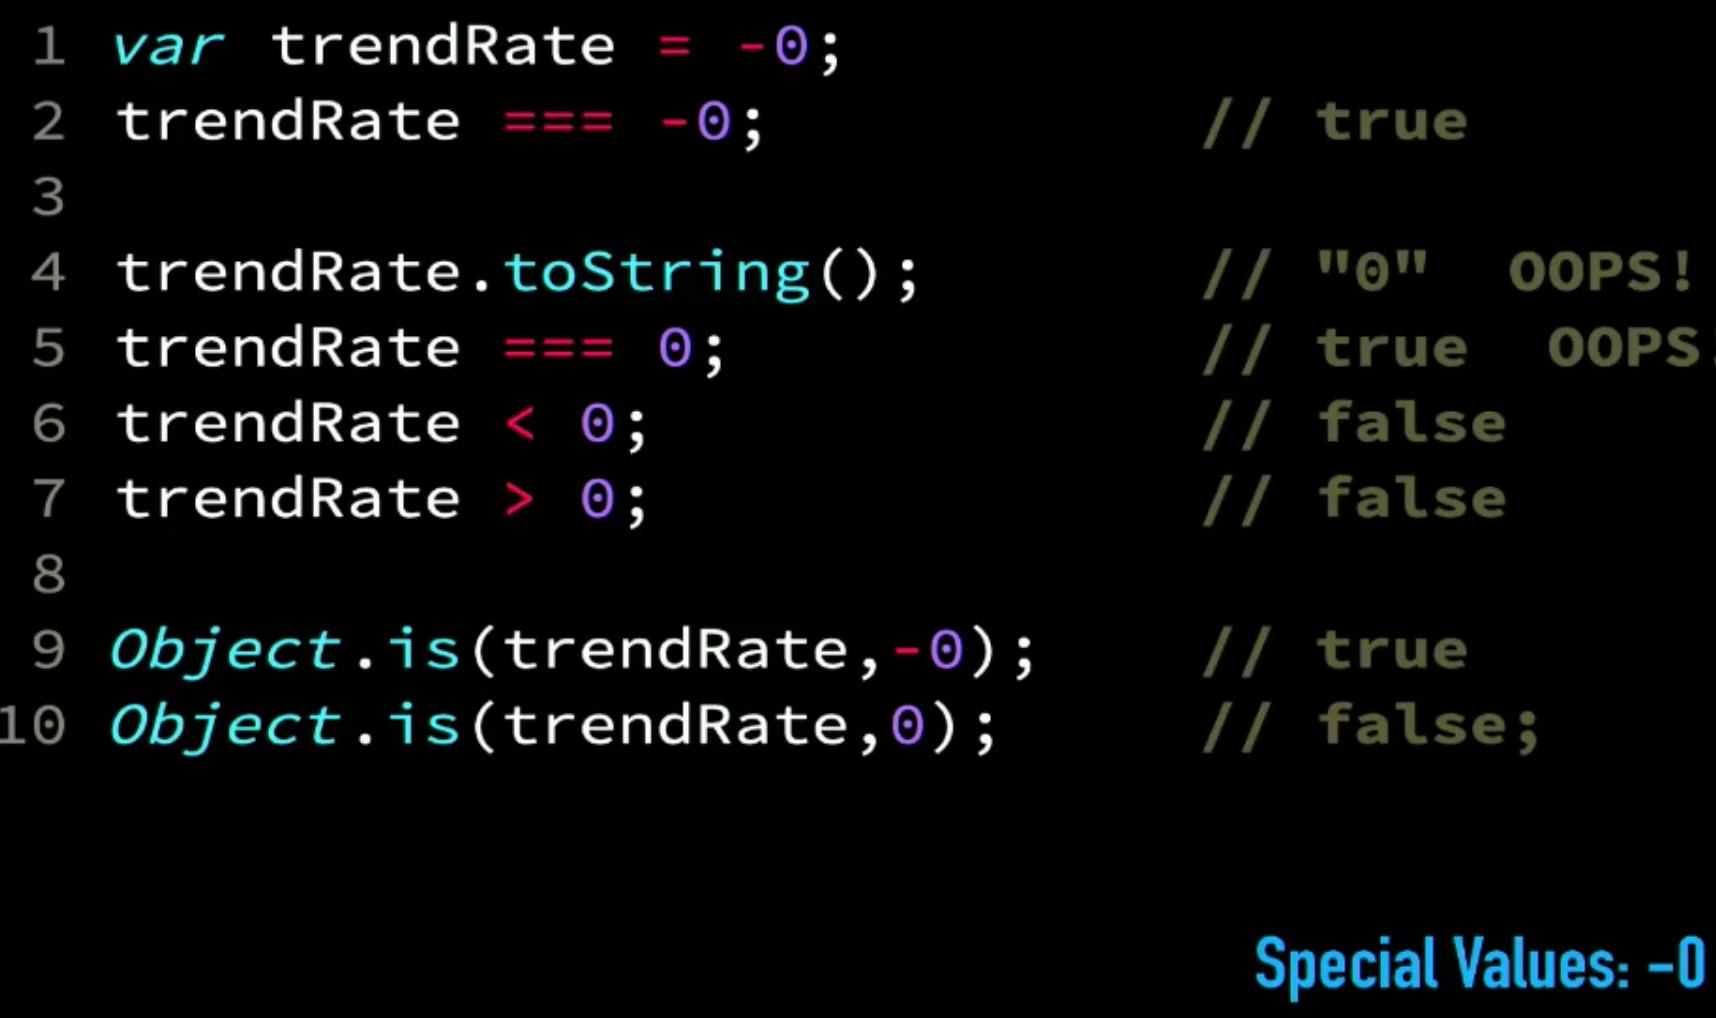 1 var trendRate = -0;
2 trendRate === -0; // true
3
4 trendRate.toString(); // "0" OOPS!
5 trendRate === 0; // true OOPS
6 trendRate < 0; // false
7 trendRate > 0; // false
8
9 Object.is(trendRate,-0); // true
10 Object.is(trendRate,0); // false;
Special Values: -0